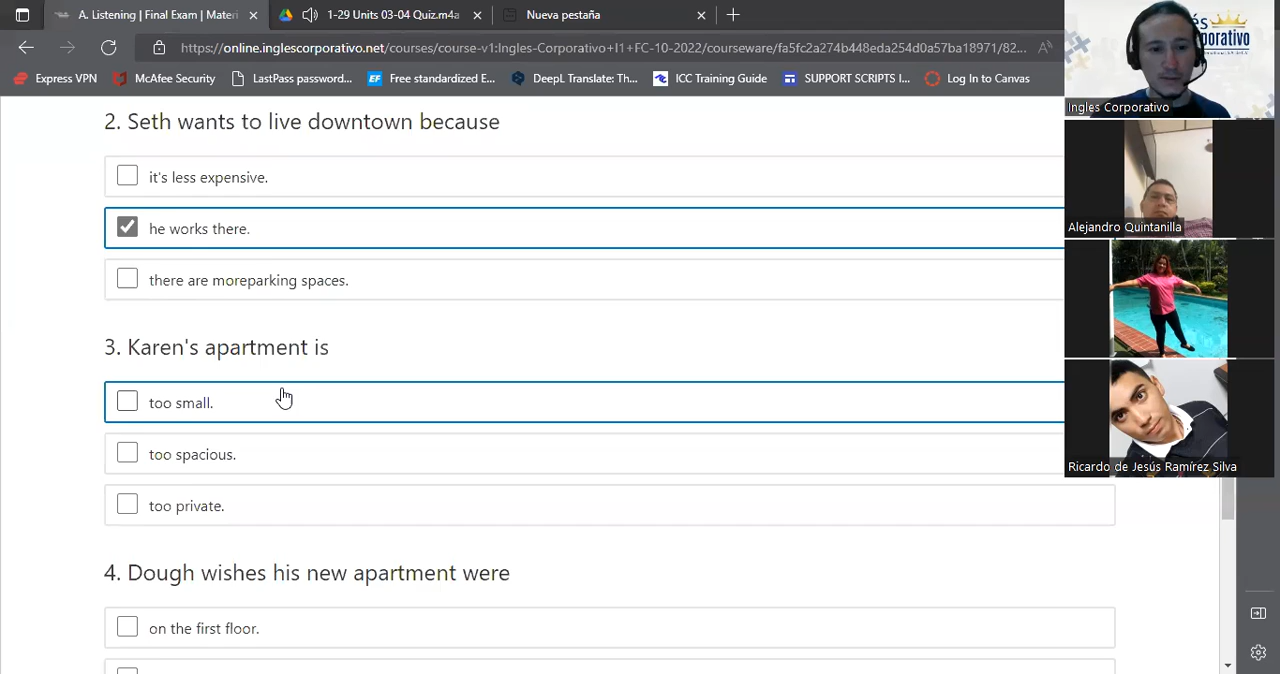 A. Listening | Final Exam | Materi
1-29 Units 03-04 Quiz.m4a
Nueva pestaña
https://online.inglescorporativo.net/courses/course-v1:Ingles-Corporativo+I1+FC-10-2022/courseware/fa5fc2a274b448eda254d0a57ba18971/82...
Express VPN
McAfee Security
LastPass password...
EF Free standardized E...
DeepL Translate: Th...
ICC Training Guide
SUPPORT SCRIPTS I...
Log In to Canvas
2. Seth wants to live downtown because
it's less expensive.
he works there.
there are moreparking spaces.
3. Karen's apartment is
too small.
too spacious.
too private.
4. Dough wishes his new apartment were
on the first floor.
Ingles Corporativo
Alejandro Quintanilla
Ricardo de Jesús Ramírez Silva